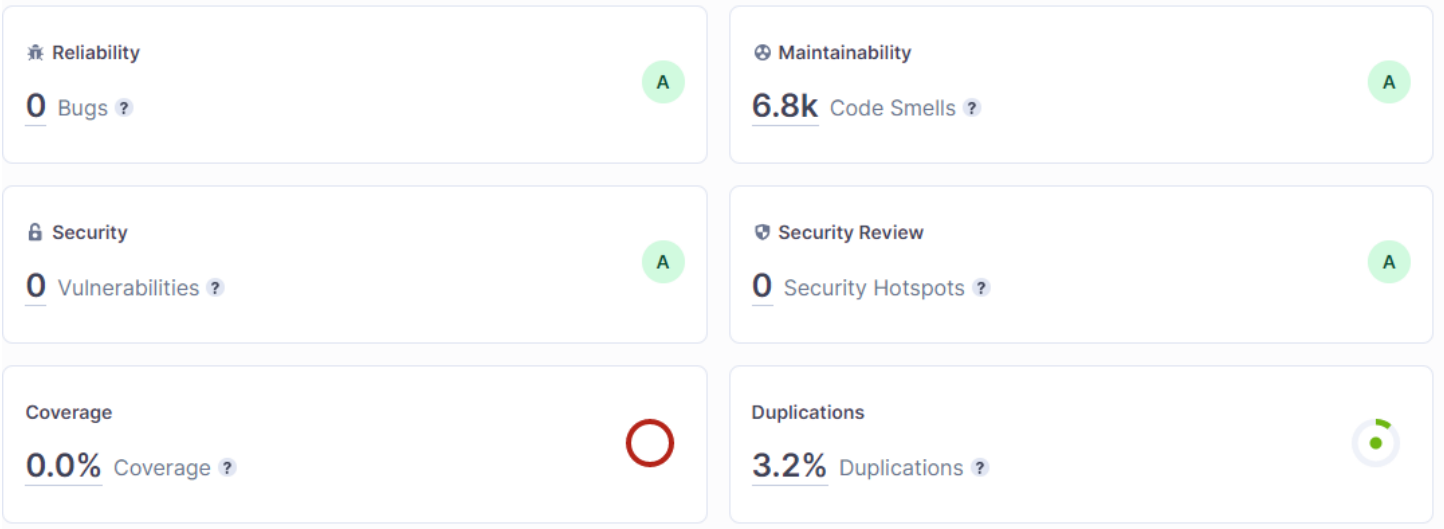 Reliability
0 Bugs ?
A
Maintainability
6.8k Code Smells ?
A
Security
0 Vulnerabilities ?
A
Security Review
0 Security Hotspots ?
A
Coverage
0.0% Coverage ?
Duplications
3.2% Duplications ?